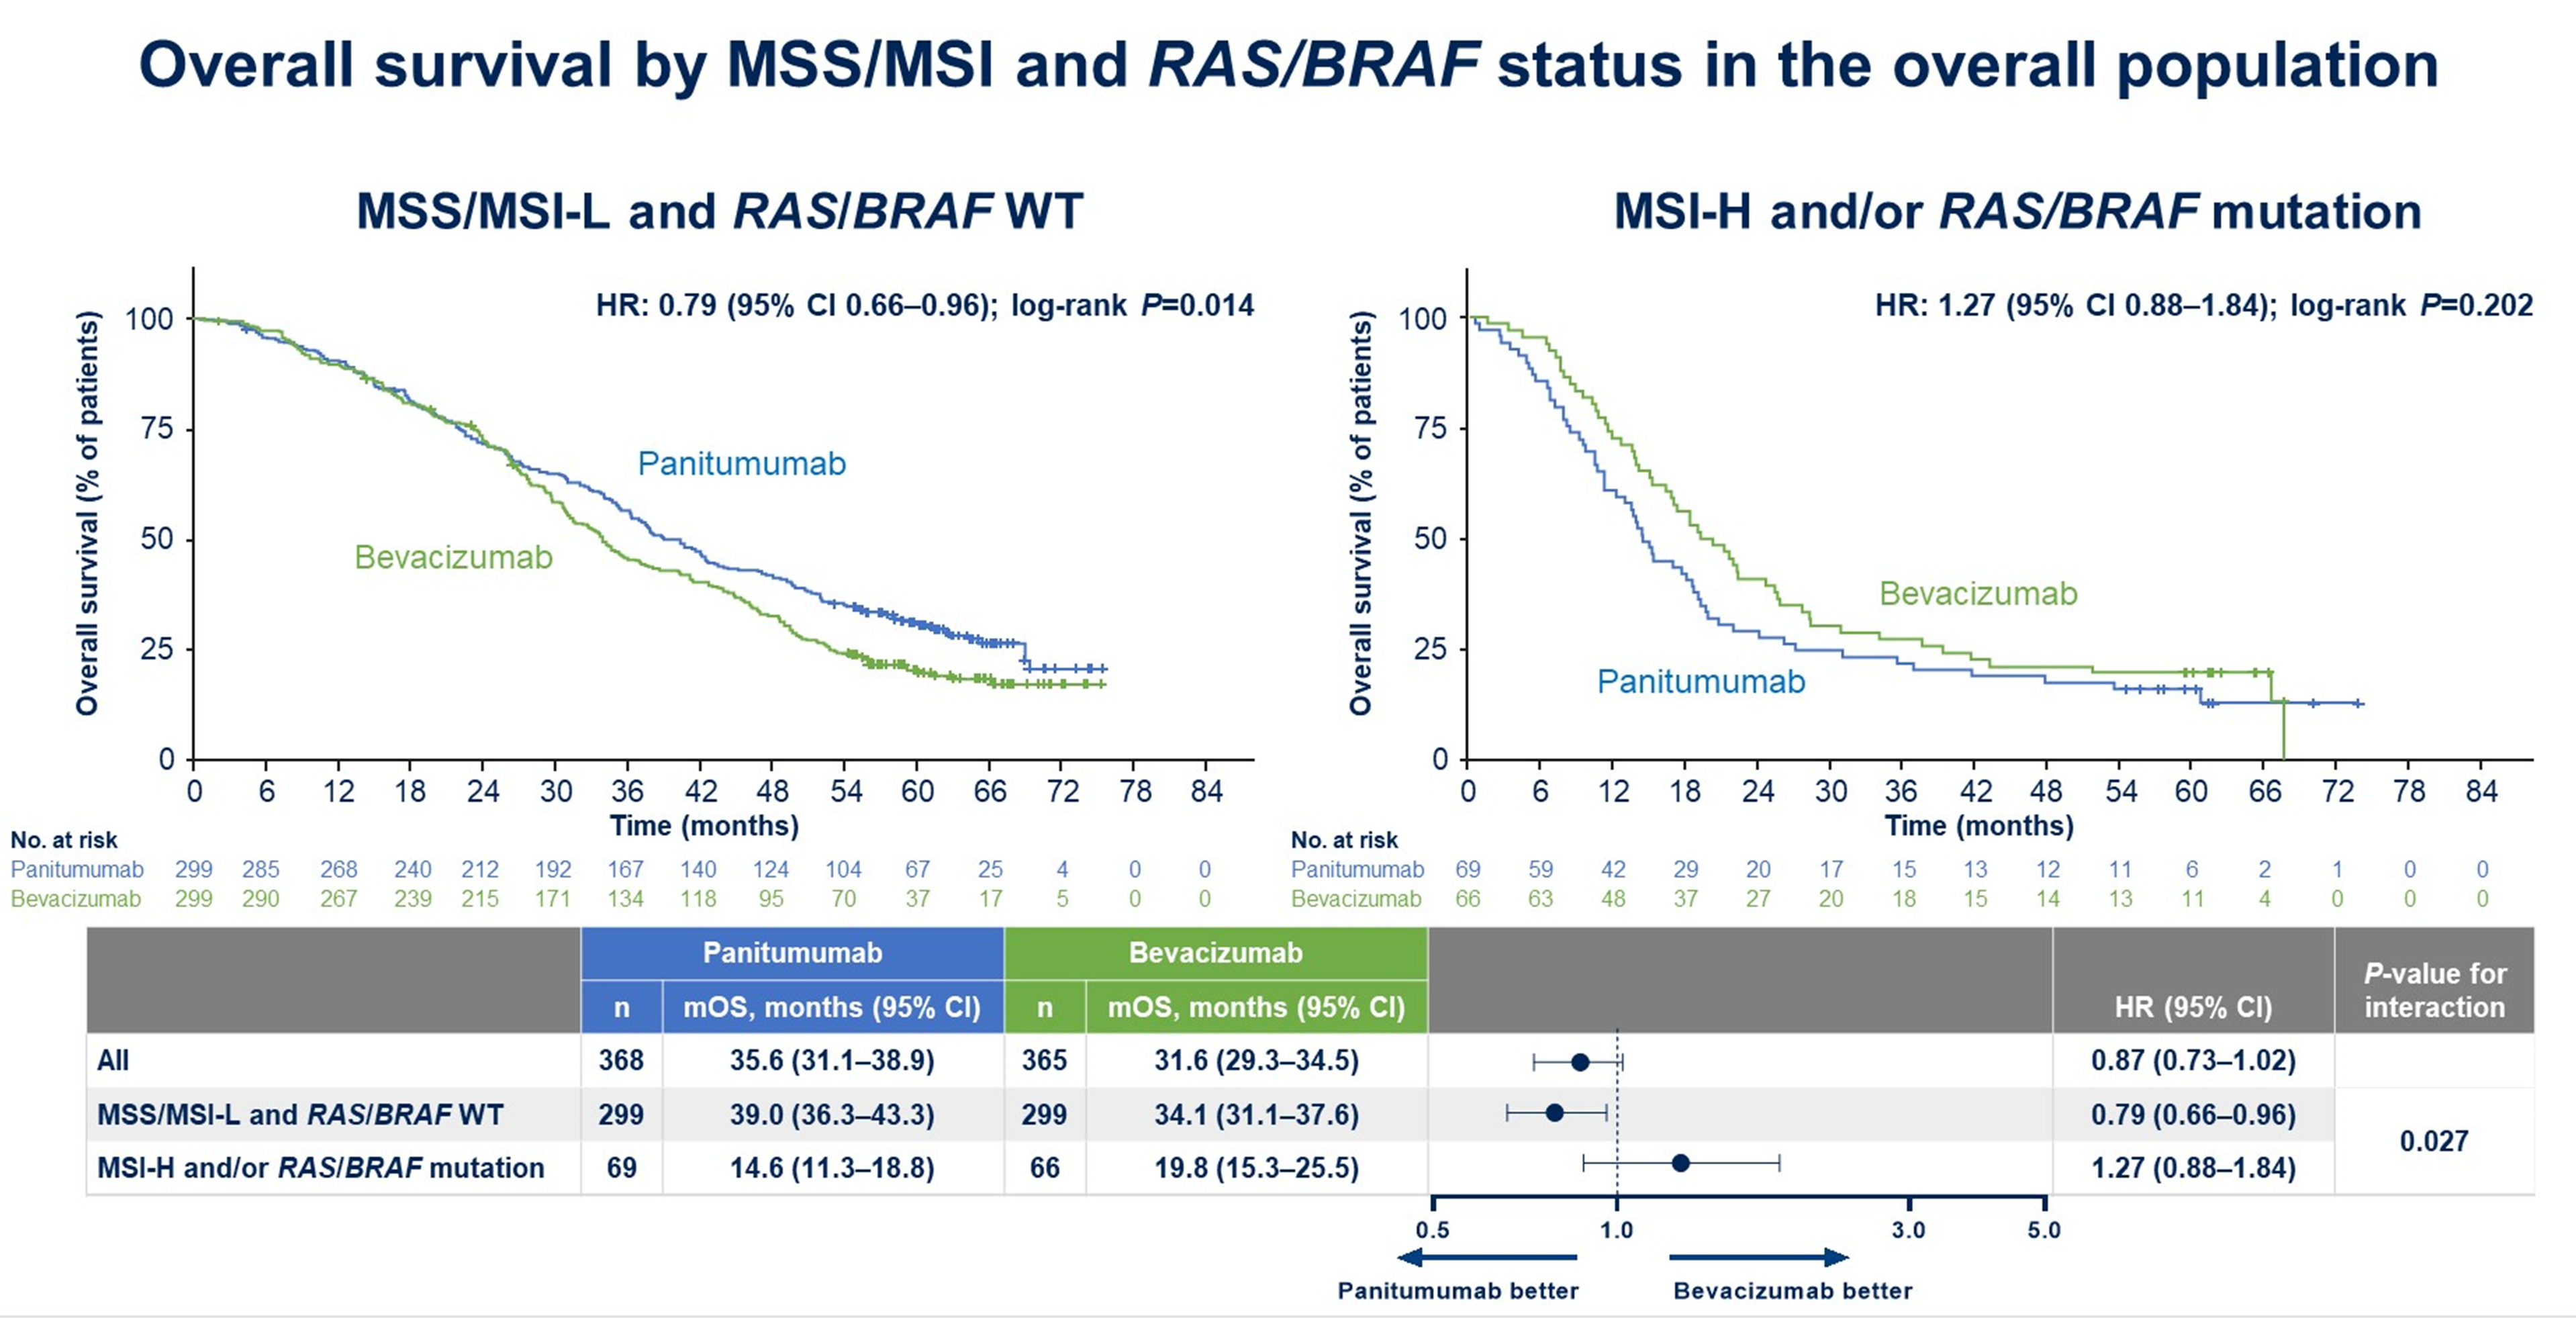 Overall survival by MSS/MSI and RAS/BRAF status in the overall population
MSS/MSI-L and RAS/BRAF WT
HR: 0.79 (95% CI 0.66–0.96); log-rank P=0.014
Overall survival (% of patients)
100
75
50
25
0
Panitumumab
Bevacizumab
0 6 12 18 24 30 36 42 48 54 60 66 72 78 84
Time (months)
No. at risk
Panitumumab 299 285 268 240 212 192 167 140 124 104 67 25 4 0 0
Bevacizumab 299 290 267 239 215 171 134 118 95 70 37 17 5 0 0
MSI-H and/or RAS/BRAF mutation
HR: 1.27 (95% CI 0.88–1.84); log-rank P=0.202
Overall survival (% of patients)
100
75
50
25
0
Bevacizumab
Panitumumab
0 6 12 18 24 30 36 42 48 54 60 66 72 78 84
Time (months)
No. at risk
Panitumumab 69 59 42 29 20 17 15 13 12 11 6 2 1 0 0
Bevacizumab 66 63 48 37 27 20 18 15 14 13 11 4 0 0 0
Panitumumab Bevacizumab
n mOS, months (95% CI) n mOS, months (95% CI) HR (95% CI) P-value for
interaction
All 368 35.6 (31.1–38.9) 365 31.6 (29.3–34.5) 0.87 (0.73–1.02)
MSS/MSI-L and RAS/BRAF WT 299 39.0 (36.3–43.3) 299 34.1 (31.1–37.6) 0.79 (0.66–0.96)
0.027
MSI-H and/or RAS/BRAF mutation 69 14.6 (11.3–18.8) 66 19.8 (15.3–25.5) 1.27 (0.88–1.84)
0.5 1.0 3.0 5.0
Panitumumab better Bevacizumab better